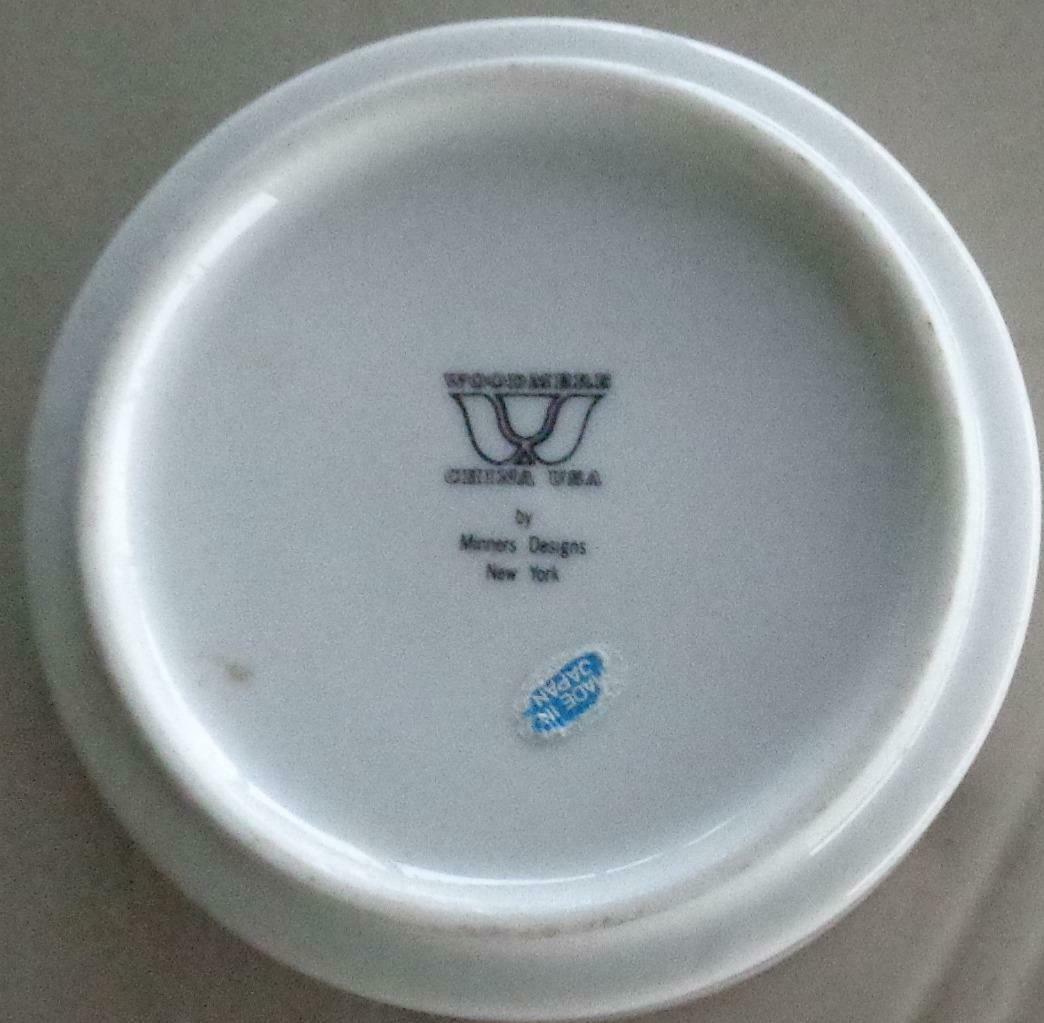 WOODMERE
CHINA USA
by
Minners Designs
New York
MADE IN
JAPAN